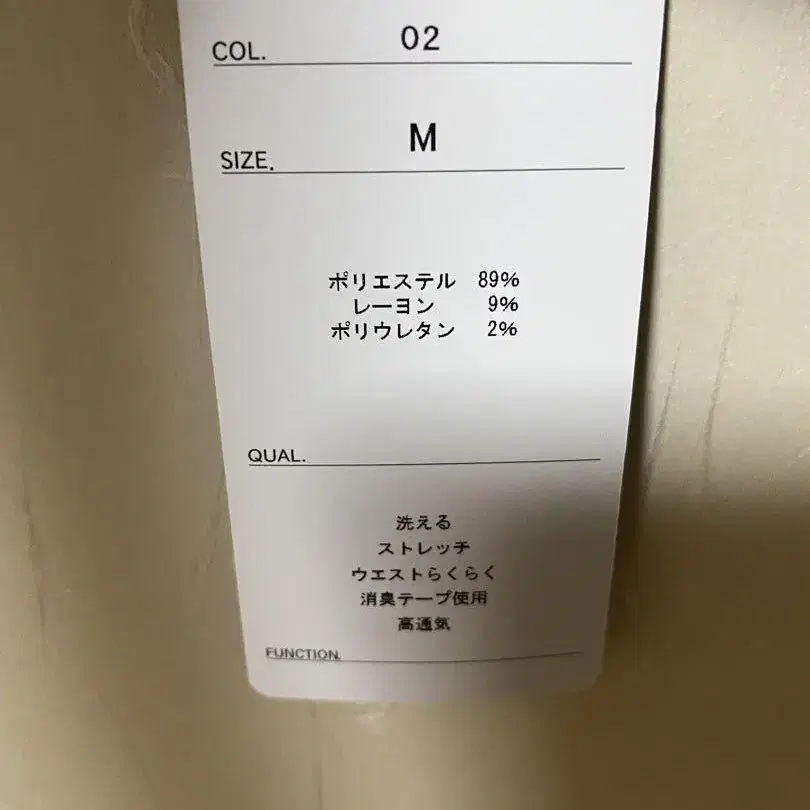 COL. 02
SIZE. M
ポリエステル 89%
レーヨン 9%
ポリウレタン 2%
QUAL.
洗える
ストレッチ
ウエストらくらく
消臭テープ使用
高通気
FUNCTION.